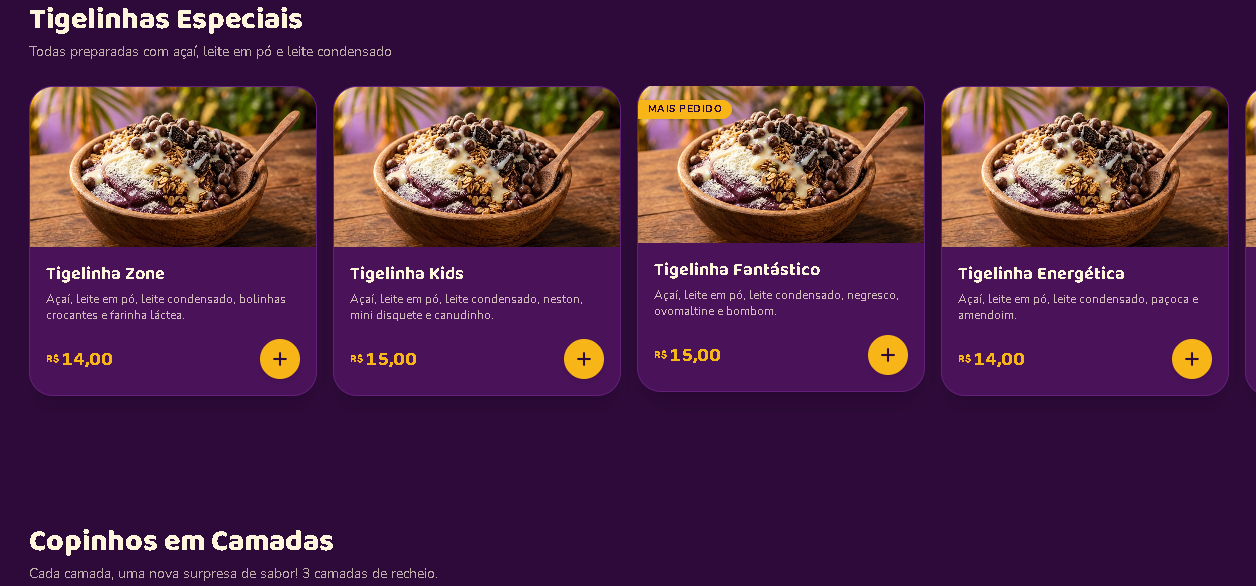 Tigelinhas Especiais
Todas preparadas com açaí, leite em pó e leite condensado
Tigelinha Zone
Açaí, leite em pó, leite condensado, bolinhas
crocantes e farinha láctea.
R$ 14,00
+
Tigelinha Kids
Açaí, leite em pó, leite condensado, neston,
mini disquete e canudinho.
R$ 15,00
+
MAIS PEDIDO
Tigelinha Fantástico
Açaí, leite em pó, leite condensado, negresco,
ovomaltine e bombom.
R$ 15,00
+
Tigelinha Energética
Açaí, leite em pó, leite condensado, paçoca e
amendoim.
R$ 14,00
+
Copinhos em Camadas
Cada camada, uma nova surpresa de sabor! 3 camadas de recheio.